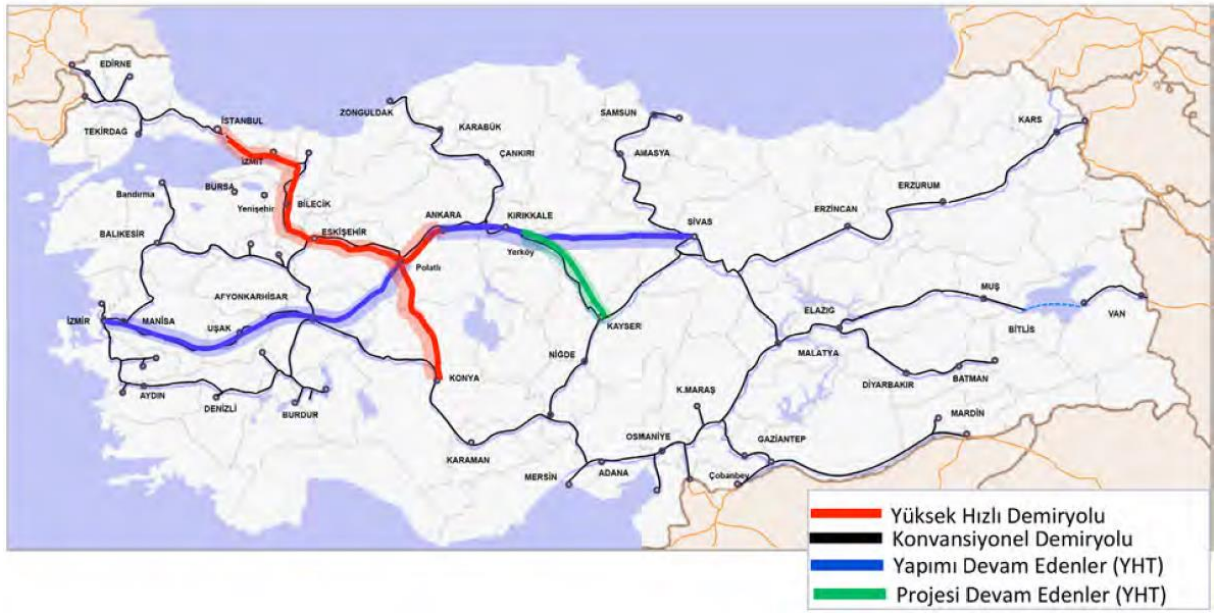 EDİRNE
TEKİRDAĞ
İSTANBUL
İZMİT
BURSA
Yenişehir
BİLECİK
Bandırma
BALIKESİR
ESKİŞEHİR
ZONGULDAK
KARABÜK
ÇANKIRI
ANKARA
KIRIKKALE
Yerköy
Polatlı
SAMSUN
AMASYA
SİVAS
KARS
ERZURUM
ERZİNCAN
AFYONKARHİSAR
İZMİR
MANİSA
UŞAK
AYDIN
DENİZLİ
BURDUR
KONYA
KARAMAN
KAYSER
NİĞDE
MERSİN
ADANA
OSMANİYE
K.MARAŞ
GAZİANTEP
Çobanbey
MALATYA
ELAZIG
MUŞ
BİTLİS
VAN
DİYARBAKIR
BATMAN
MARDİN
Yüksek Hızlı Demiryolu
Konvansiyonel Demiryolu
Yapımı Devam Edenler (YHT)
Projesi Devam Edenler (YHT)